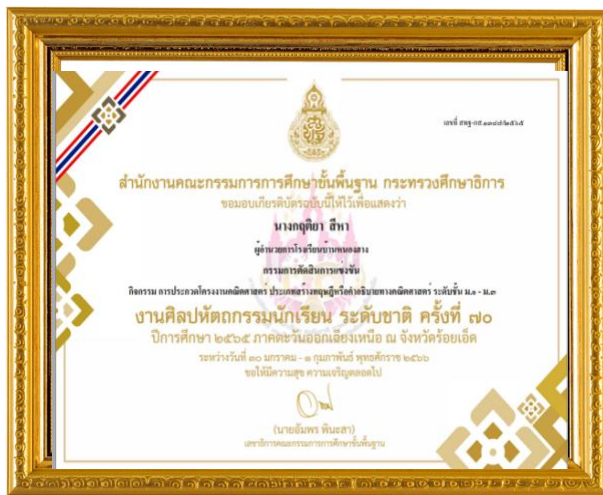 สำนักงานคณะกรรมการการศึกษาขั้นพื้นฐาน กระทรวงศึกษาธิการ
ขอมอบเกียรติบัตรฉบับนี้ให้ไว้เพื่อแสดงว่า
นางกฤติยา สีหา
ผู้อำนวยการโรงเรียนบ้านหนองสาง
กรรมการตัดสินการแข่งขัน
กิจกรรม การประกวดโครงงานคณิตศาสตร์ ประเภทสร้างทฤษฎีหรือคำอธิบายทางคณิตศาสตร์ ระดับชั้น ม.๑ - ม.๓
งานศิลปหัตถกรรมนักเรียน ระดับชาติ ครั้งที่ ๗๐
ปีการศึกษา ๒๕๖๕ ภาคตะวันออกเฉียงเหนือ ณ จังหวัดร้อยเอ็ด
ระหว่างวันที่ ๓๐ มกราคม - ๑ กุมภาพันธ์ พุทธศักราช ๒๕๖๖
ขอให้มีความสุข ความเจริญตลอดไป
(นายอัมพร พินะสา)
เลขาธิการคณะกรรมการการศึกษาขั้นพื้นฐาน